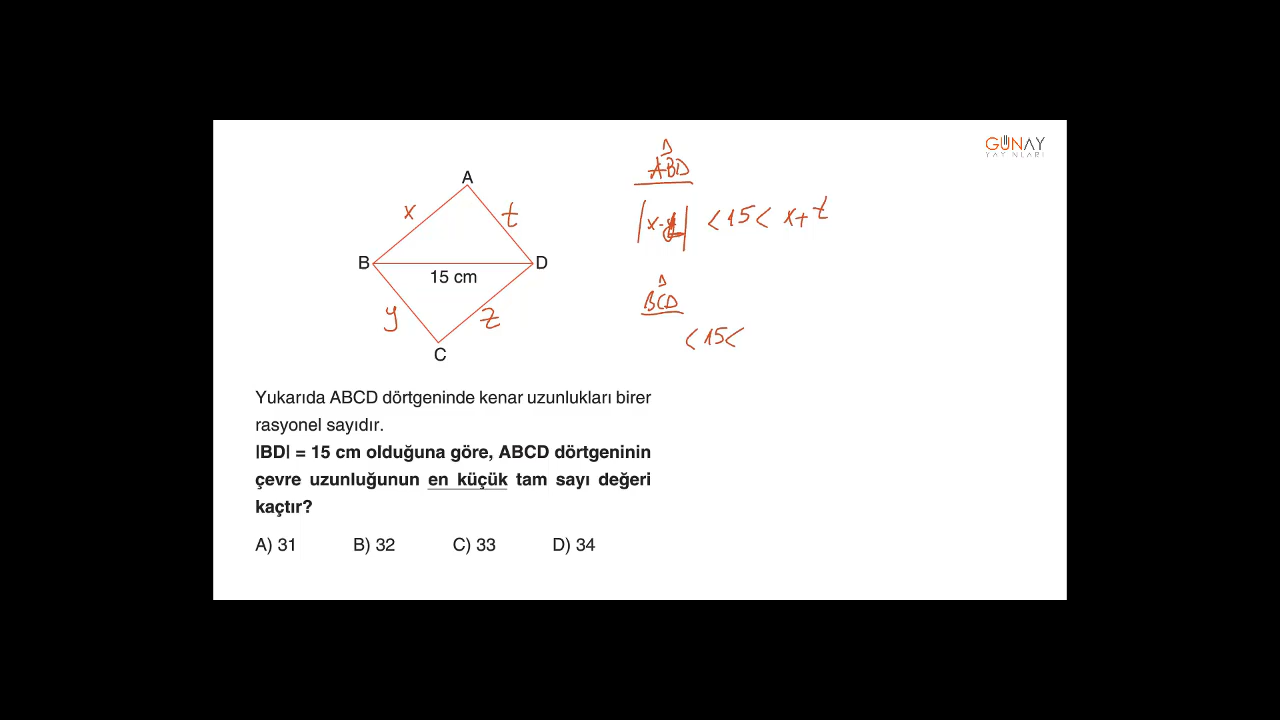 GÜNAY
YAYINLARI
A
x
t
B
D
15 cm
y
z
C
ABD
|x-t| <15< x+t
BCD
<15<
Yukarıda ABCD dörtgeninde kenar uzunlukları birer
rasyonel sayıdır.
|BD| = 15 cm olduğuna göre, ABCD dörtgeninin
çevre uzunluğunun en küçük tam sayı değeri
kaçtır?
A) 31 B) 32 C) 33 D) 34